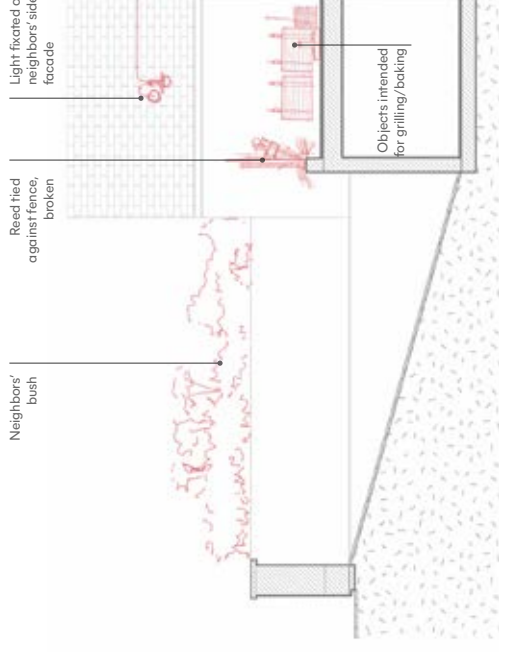 Light fixated
neighbors' side
facade
Objects intended
for grilling/baking
Reed tied
against fence,
broken
Neighbors'
bush